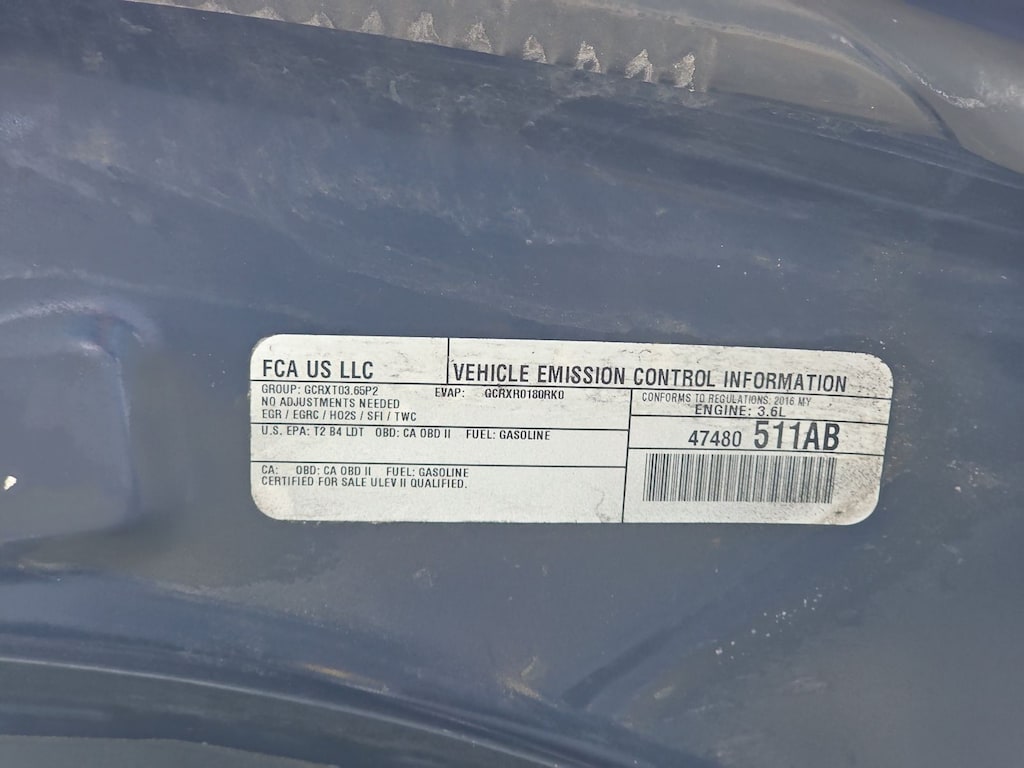 FCA US LLC
VEHICLE EMISSION CONTROL INFORMATION
GROUP: GCRXT03.65P2 EVAP: GCRXR0180RK0
NO ADJUSTMENTS NEEDED
EGR / EGRC / HO2S / SFI / TWC
U.S. EPA: T2 B4 LDT OBD: CA OBD II FUEL: GASOLINE
CA: OBD: CA OBD II FUEL: GASOLINE
CERTIFIED FOR SALE ULEV II QUALIFIED.
CONFORMS TO REGULATIONS: 2016 MY
ENGINE: 3.6L
47480 511AB